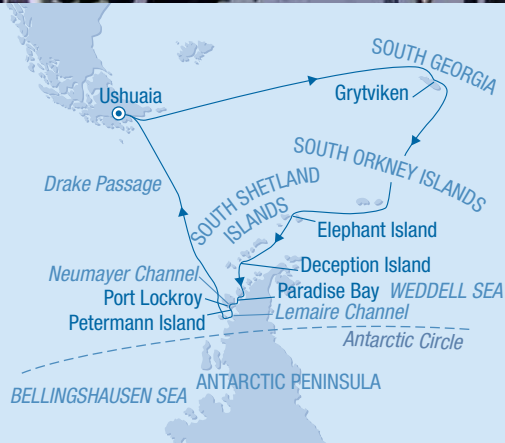 SOUTH GEORGIA
Ushuaia
Grytviken
SOUTH ORKNEY ISLANDS
Drake Passage
SOUTH SHETLAND
ISLANDS
Elephant Island
Deception Island
Neumayer Channel
Port Lockroy
Paradise Bay
WEDDELL SEA
Petermann Island
Lemaire Channel
Antarctic Circle
ANTARCTIC PENINSULA
BELLINGSHAUSEN SEA